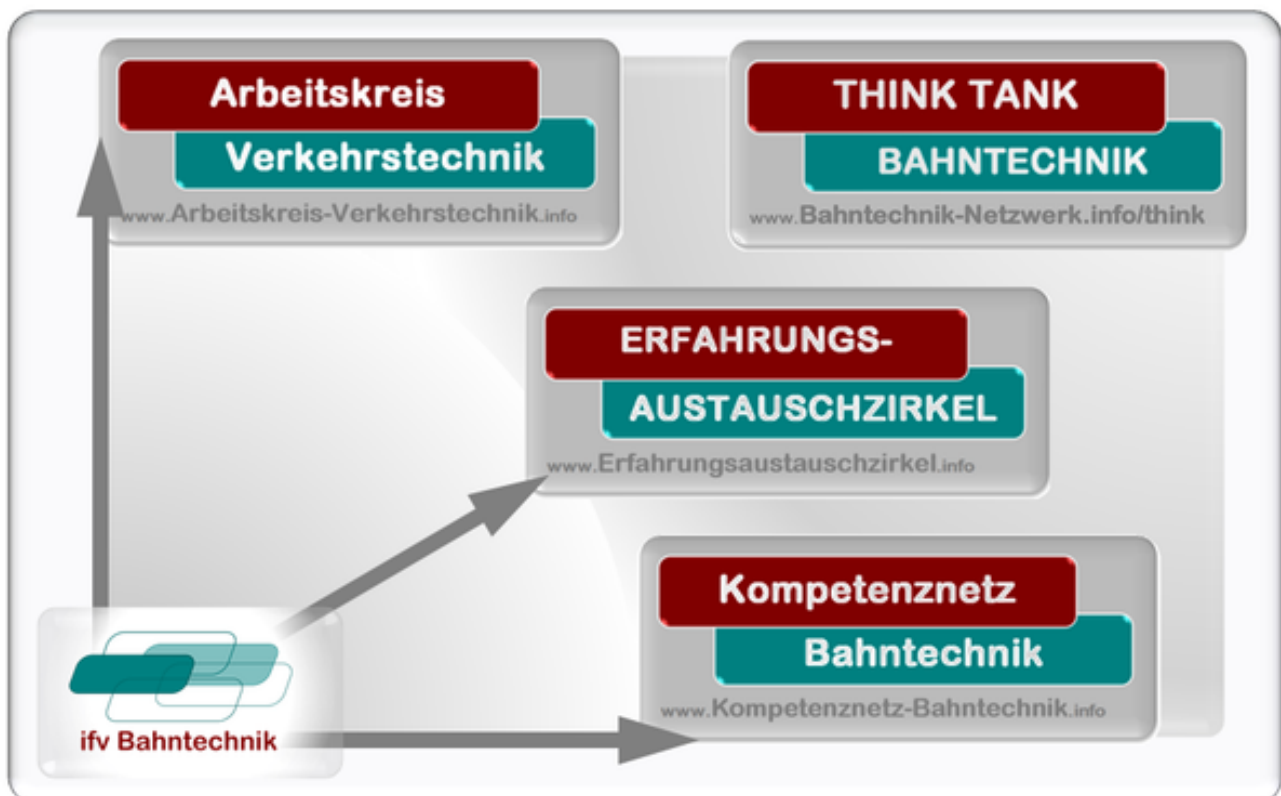 Arbeitskreis
Verkehrstechnik
www.Arbeitskreis-Verkehrstechnik.info
THINK TANK
BAHNTECHNIK
www.Bahntechnik-Netzwerk.info/think
ERFAHRUNGS-
AUSTAUSCHZIRKEL
www.Erfahrungsaustauschzirkel.info
Kompetenznetz
Bahntechnik
www.Kompetenznetz-Bahntechnik.info
ifv Bahntechnik